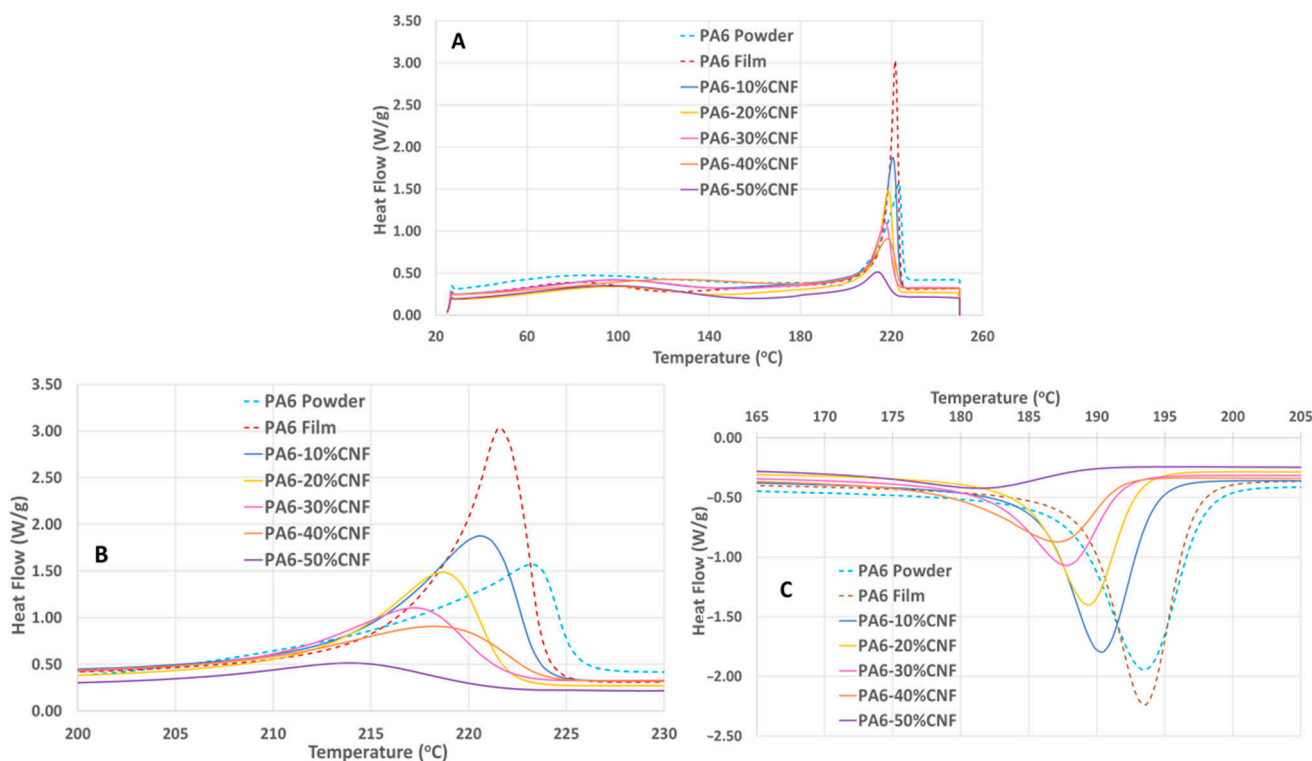 A
3.50
3.00
2.50
2.00
1.50
1.00
0.50
0.00
Heat Flow (W/g)
PA6 Powder
PA6 Film
PA6-10%CNF
PA6-20%CNF
PA6-30%CNF
PA6-40%CNF
PA6-50%CNF
20 60 100 140 180 220 260
Temperature (°C)
B
3.50
3.00
2.50
2.00
1.50
1.00
0.50
0.00
Heat Flow (W/g)
PA6 Powder
PA6 Film
PA6-10%CNF
PA6-20%CNF
PA6-30%CNF
PA6-40%CNF
PA6-50%CNF
200 205 210 215 220 225 230
Temperature (°C)
Temperature (°C)
165 170 175 180 185 190 195 200 205
0.00
-0.50
-1.00
-1.50
-2.00
-2.50
Heat Flow (W/g)
C
PA6 Powder
PA6 Film
PA6-10%CNF
PA6-20%CNF
PA6-30%CNF
PA6-40%CNF
PA6-50%CNF